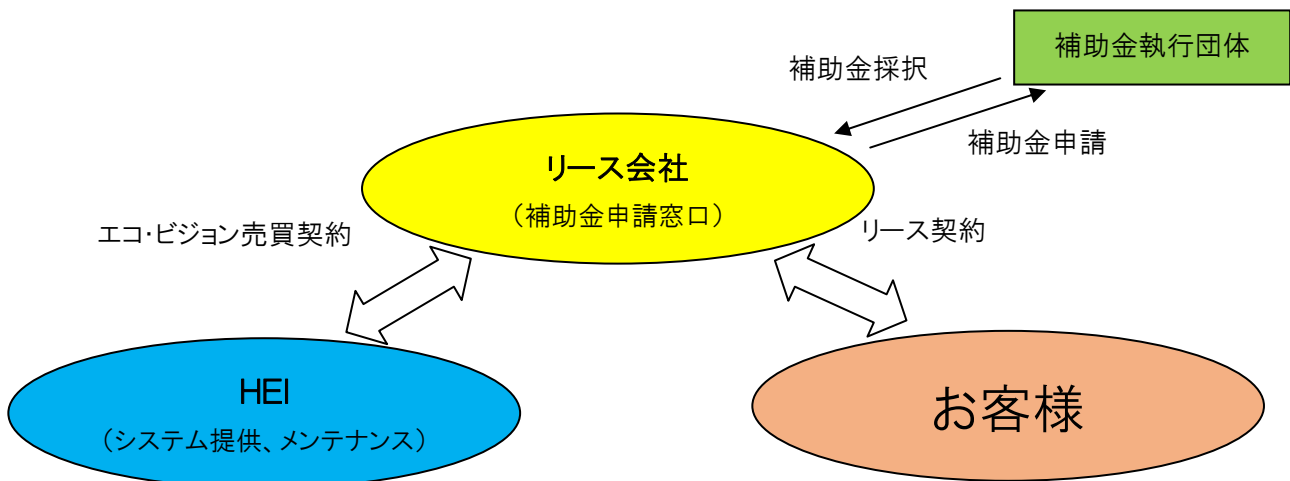 補助金執行団体
補助金採択
補助金申請
リース会社
（補助金申請窓口）
エコ・ビジョン売買契約
リース契約
HEI
（システム提供、メンテナンス）
お客様